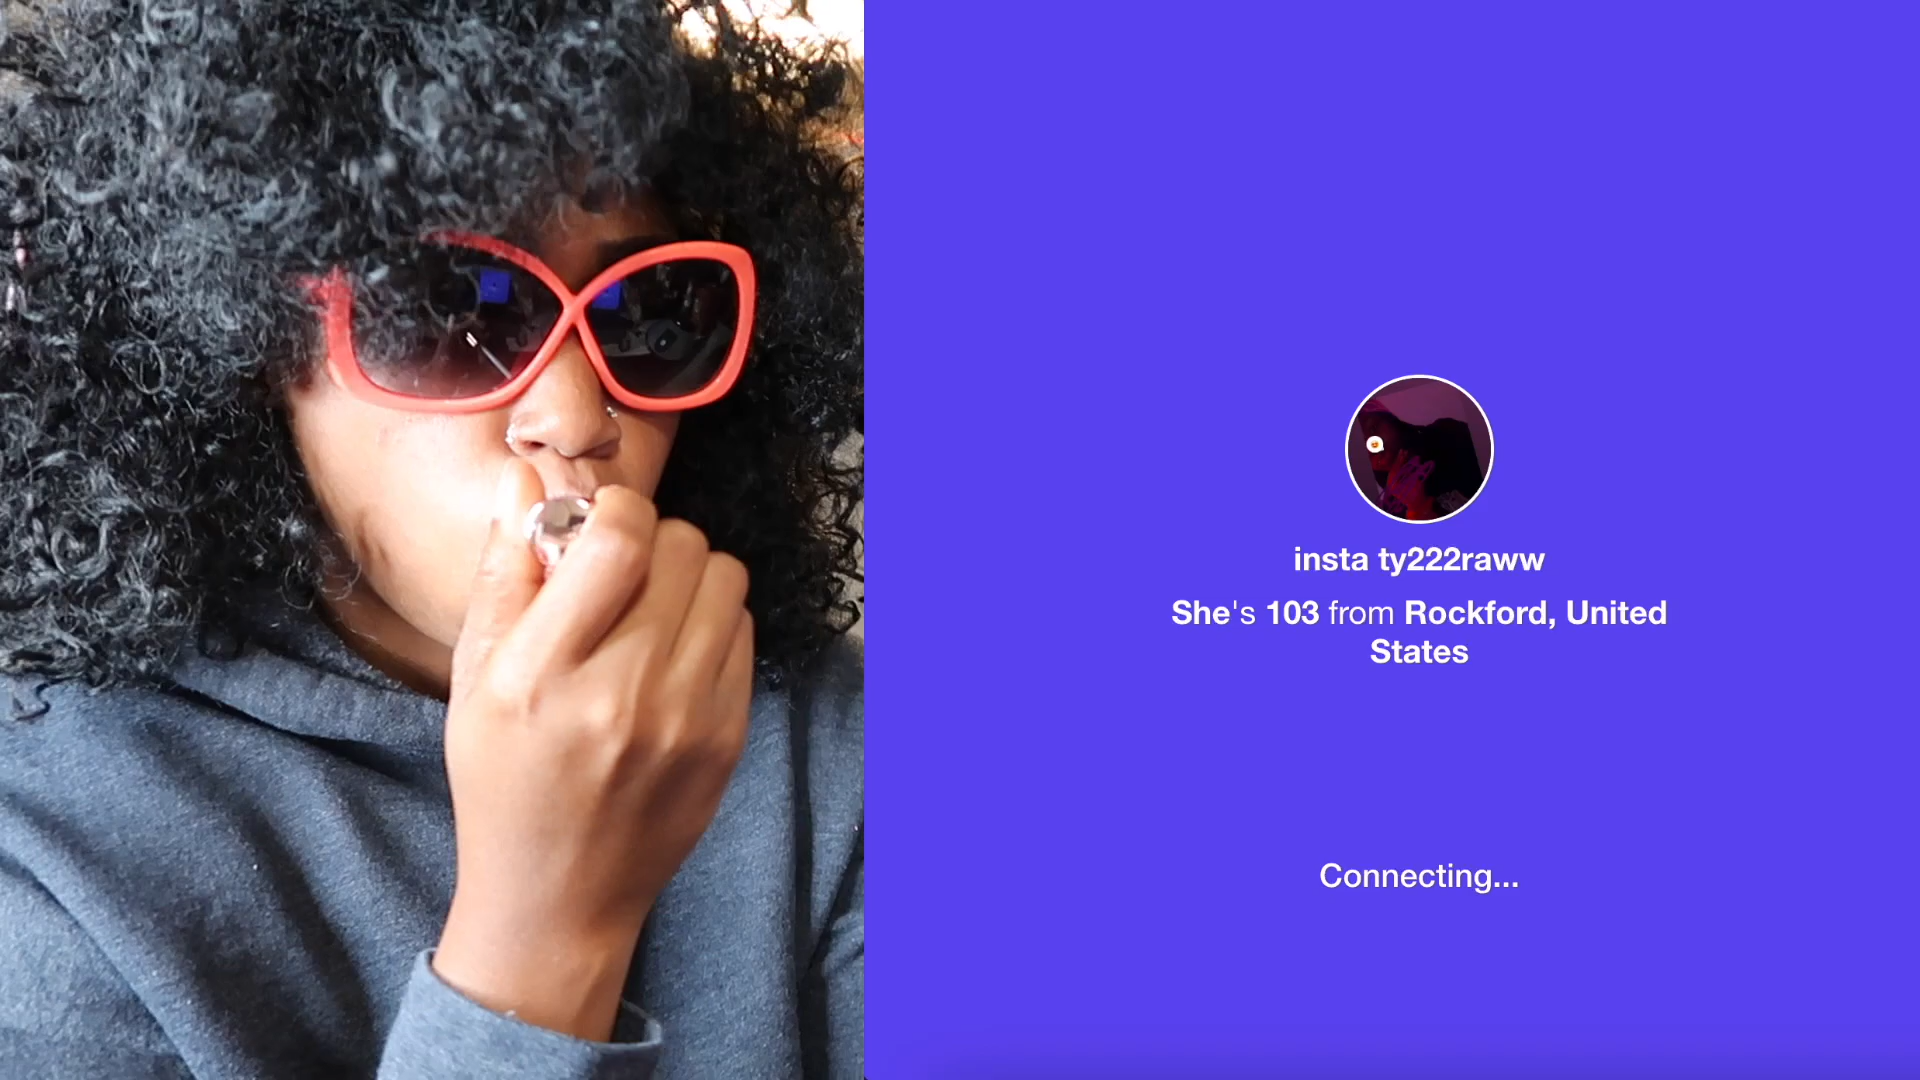 insta ty222raww
She's 103 from Rockford, United
States
Connecting...